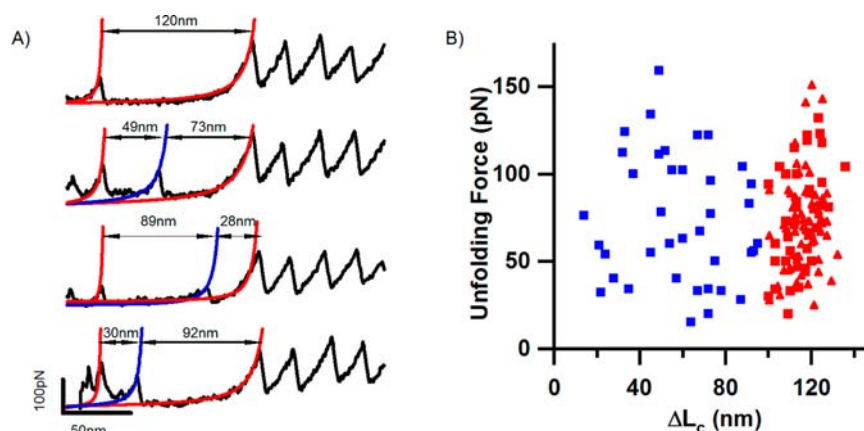 A)
120nm
49nm 73nm
89nm 28nm
30nm 92nm
100pN
50nm
B)
Unfolding Force (pN)
150
100
50
0
0 40 80 120
ΔLc (nm)